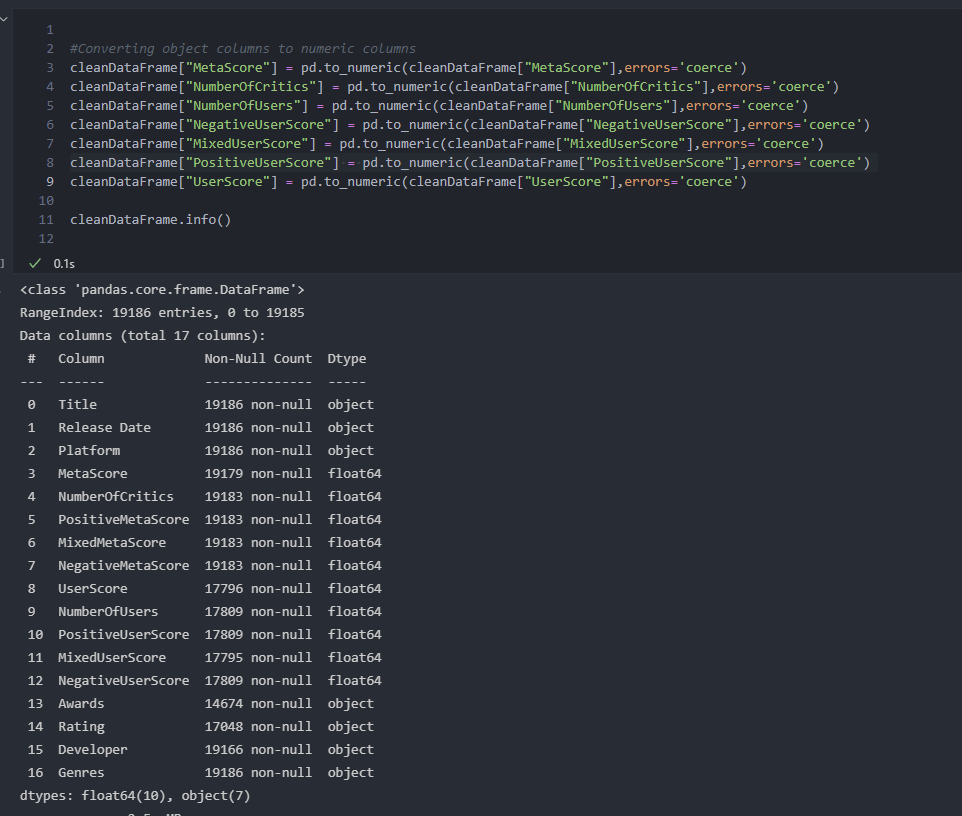 1
2 #Converting object columns to numeric columns
3 cleanDataFrame["MetaScore"] = pd.to_numeric(cleanDataFrame["MetaScore"],errors='coerce')
4 cleanDataFrame["NumberOfCritics"] = pd.to_numeric(cleanDataFrame["NumberOfCritics"],errors='coerce')
5 cleanDataFrame["NumberOfUsers"] = pd.to_numeric(cleanDataFrame["NumberOfUsers"],errors='coerce')
6 cleanDataFrame["NegativeUserScore"] = pd.to_numeric(cleanDataFrame["NegativeUserScore"],errors='coerce')
7 cleanDataFrame["MixedUserScore"] = pd.to_numeric(cleanDataFrame["MixedUserScore"],errors='coerce')
8 cleanDataFrame["PositiveUserScore"] = pd.to_numeric(cleanDataFrame["PositiveUserScore"],errors='coerce')
9 cleanDataFrame["UserScore"] = pd.to_numeric(cleanDataFrame["UserScore"],errors='coerce')
10
11 cleanDataFrame.info()
12
] ✓ 0.1s
<class 'pandas.core.frame.DataFrame'>
RangeIndex: 19186 entries, 0 to 19185
Data columns (total 17 columns):
 #   Column             Non-Null Count  Dtype
---  ------             --------------  -----
 0   Title              19186 non-null  object
 1   Release Date       19186 non-null  object
 2   Platform           19186 non-null  object
 3   MetaScore          19179 non-null  float64
 4   NumberOfCritics    19183 non-null  float64
 5   PositiveMetaScore  19183 non-null  float64
 6   MixedMetaScore     19183 non-null  float64
 7   NegativeMetaScore  19183 non-null  float64
 8   UserScore          17796 non-null  float64
 9   NumberOfUsers      17809 non-null  float64
 10  PositiveUserScore  17809 non-null  float64
 11  MixedUserScore     17795 non-null  float64
 12  NegativeUserScore  17809 non-null  float64
 13  Awards             14674 non-null  object
 14  Rating             17048 non-null  object
 15  Developer          19166 non-null  object
 16  Genres             19186 non-null  object
dtypes: float64(10), object(7)